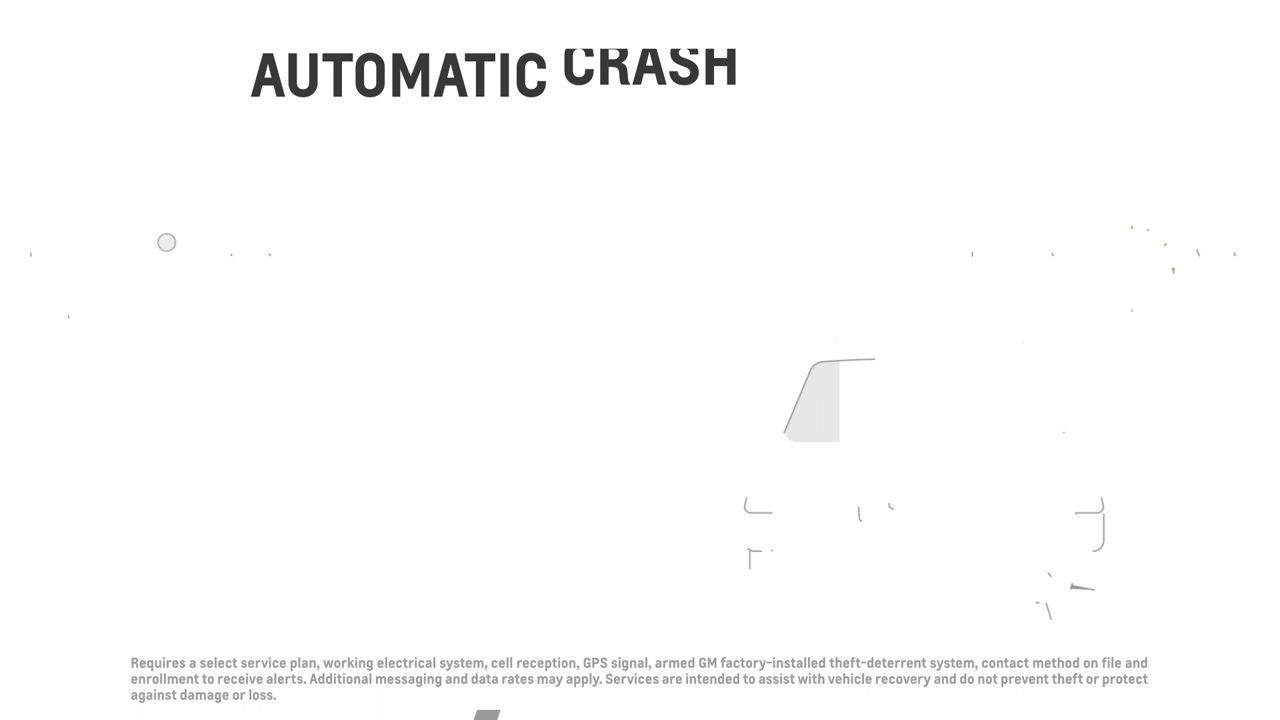 AUTOMATIC CRASH
Requires a select service plan, working electrical system, cell reception, GPS signal, armed GM factory-installed theft-deterrent system, contact method on file and
enrollment to receive alerts. Additional messaging and data rates may apply. Services are intended to assist with vehicle recovery and do not prevent theft or protect
against damage or loss.